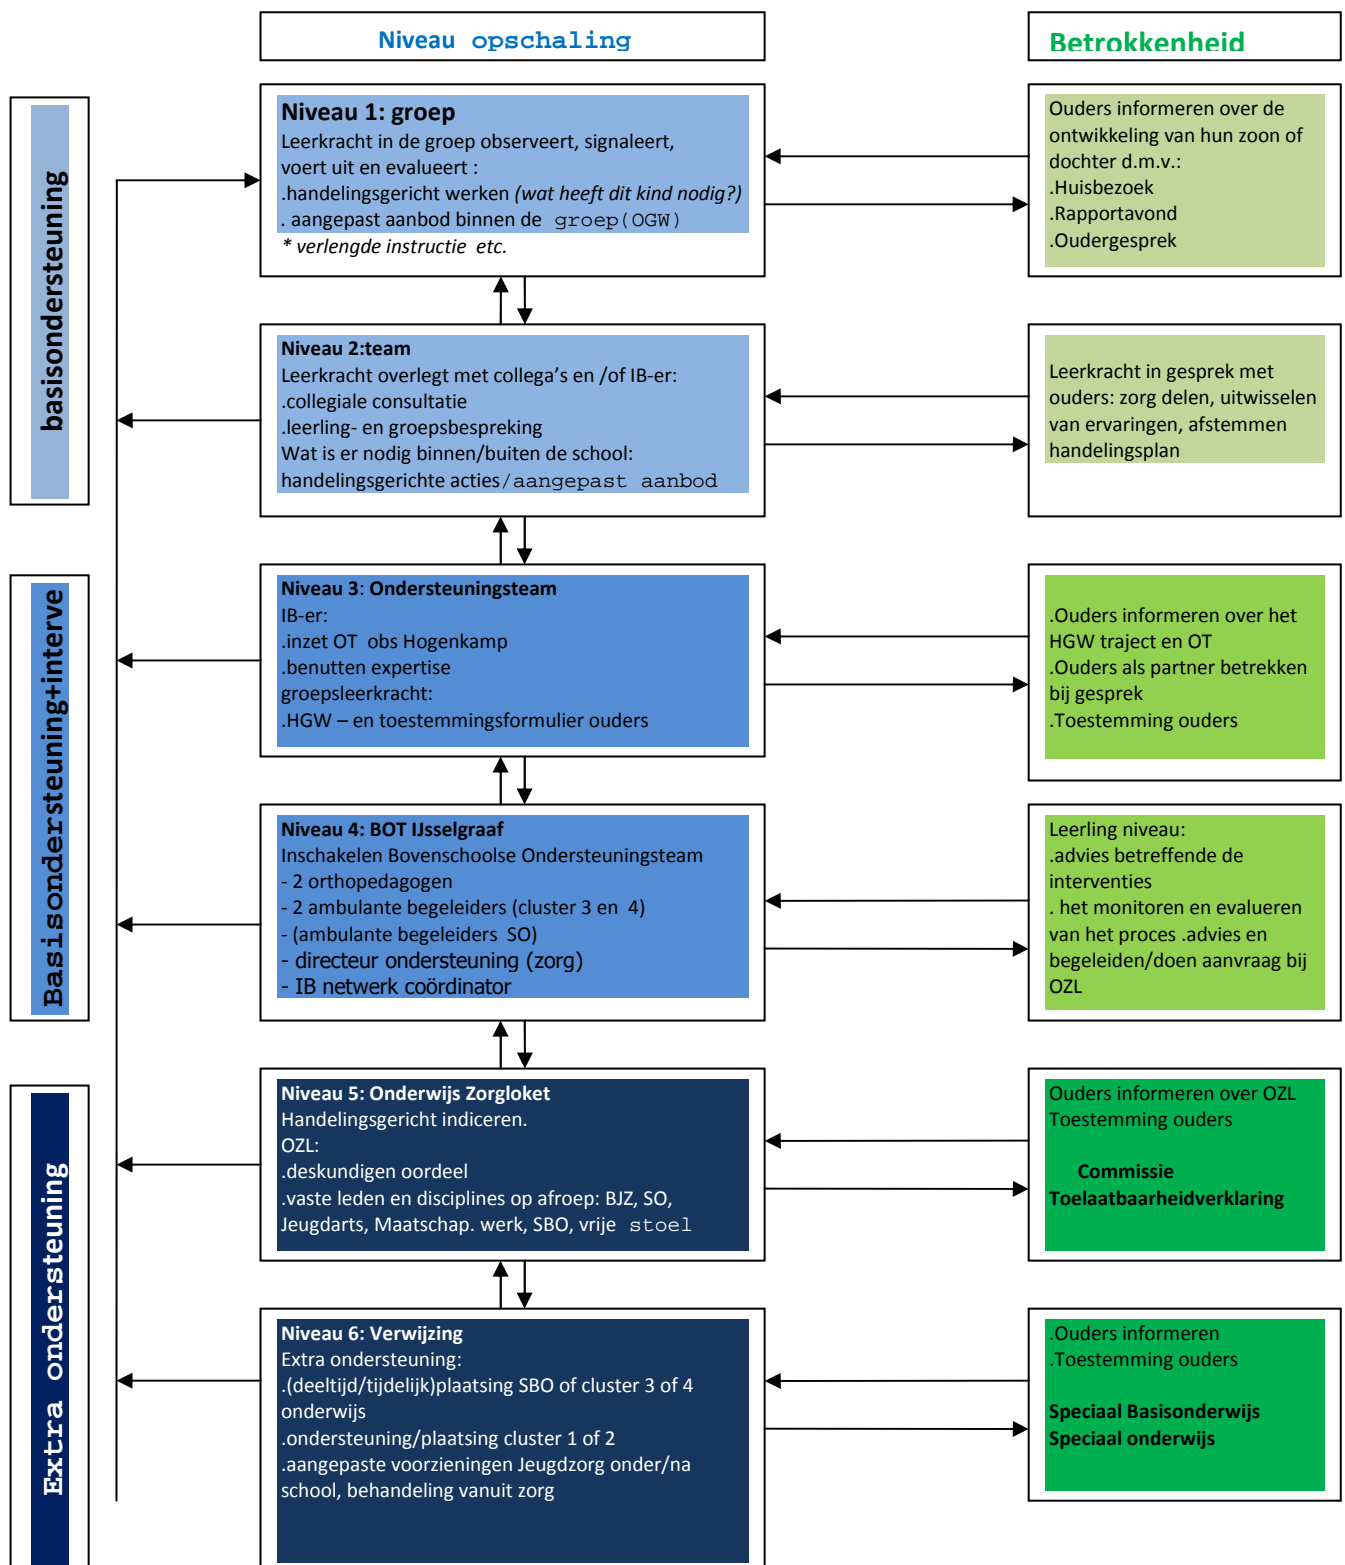 Niveau opschaling
Betrokkenheid
basisondersteuning
Niveau 1: groep
Leerkracht in de groep observeert, signaleert,
voert uit en evalueert :
.handelingsgericht werken (wat heeft dit kind nodig?)
. aangepast aanbod binnen de groep(OGW)
* verlengde instructie etc.
Ouders informeren over de
ontwikkeling van hun zoon of
dochter d.m.v.:
.Huisbezoek
.Rapportavond
.Oudergesprek
Niveau 2:team
Leerkracht overlegt met collega's en /of IB-er:
.collegiale consultatie
.leerling- en groepsbespreking
Wat is er nodig binnen/buiten de school:
handelingsgerichte acties/aangepast aanbod
Leerkracht in gesprek met
ouders: zorg delen, uitwisselen
van ervaringen, afstemmen
handelingsplan
Basisondersteuning+interve
Niveau 3: Ondersteuningsteam
IB-er:
.inzet OT obs Hogenkamp
.benutten expertise
groepsleerkracht:
.HGW – en toestemmingsformulier ouders
.Ouders informeren over het
HGW traject en OT
.Ouders als partner betrekken
bij gesprek
.Toestemming ouders
Niveau 4: BOT IJsselgraaf
Inschakelen Bovenschoolse Ondersteuningsteam
- 2 orthopedagogen
- 2 ambulante begeleiders (cluster 3 en 4)
- (ambulante begeleiders SO)
- directeur ondersteuning (zorg)
- IB netwerk coördinator
Leerling niveau:
.advies betreffende de
interventies
. het monitoren en evalueren
van het proces .advies en
begeleiden/doen aanvraag bij
OZL
Extra ondersteuning
Niveau 5: Onderwijs Zorgloket
Handelingsgericht indiceren.
OZL:
.deskundigen oordeel
.vaste leden en disciplines op afroep: BJZ, SO,
Jeugdarts, Maatschap. werk, SBO, vrije stoel
Ouders informeren over OZL
Toestemming ouders
Commissie
Toelaatbaarheidverklaring
Niveau 6: Verwijzing
Extra ondersteuning:
.(deeltijd/tijdelijk)plaatsing SBO of cluster 3 of 4
onderwijs
.ondersteuning/plaatsing cluster 1 of 2
.aangepaste voorzieningen Jeugdzorg onder/na
school, behandeling vanuit zorg
.Ouders informeren
.Toestemming ouders
Speciaal Basisonderwijs
Speciaal onderwijs